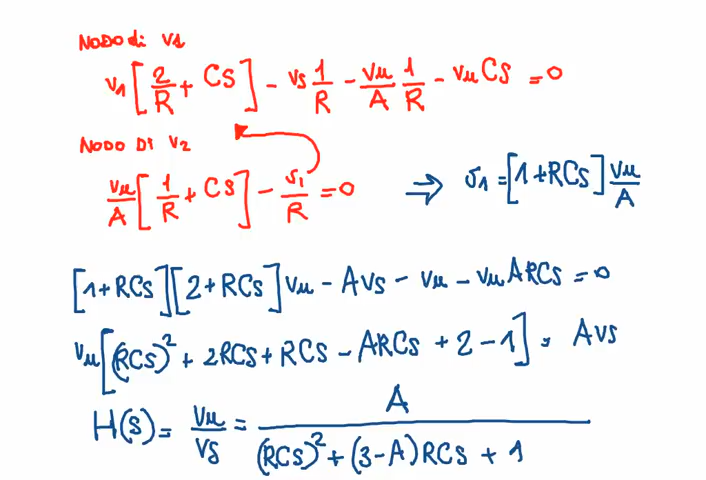 NODO di V1
v1[2/R + CS] - vs 1/R - vu/A 1/R - vu CS = 0
NODO DI V2
vu/A [1/R + CS] - v1/R = 0 ⇒ v1 = [1+RCs] vu/A
[1+RCs][2+RCs]vu - Avs - vu - vuARCs = 0
vu[(RCs)² + 2RCs + RCs - ARCs + 2 - 1] = Avs
H(s) = vu/vs = A/((RCs)² + (3-A)RCs + 1)